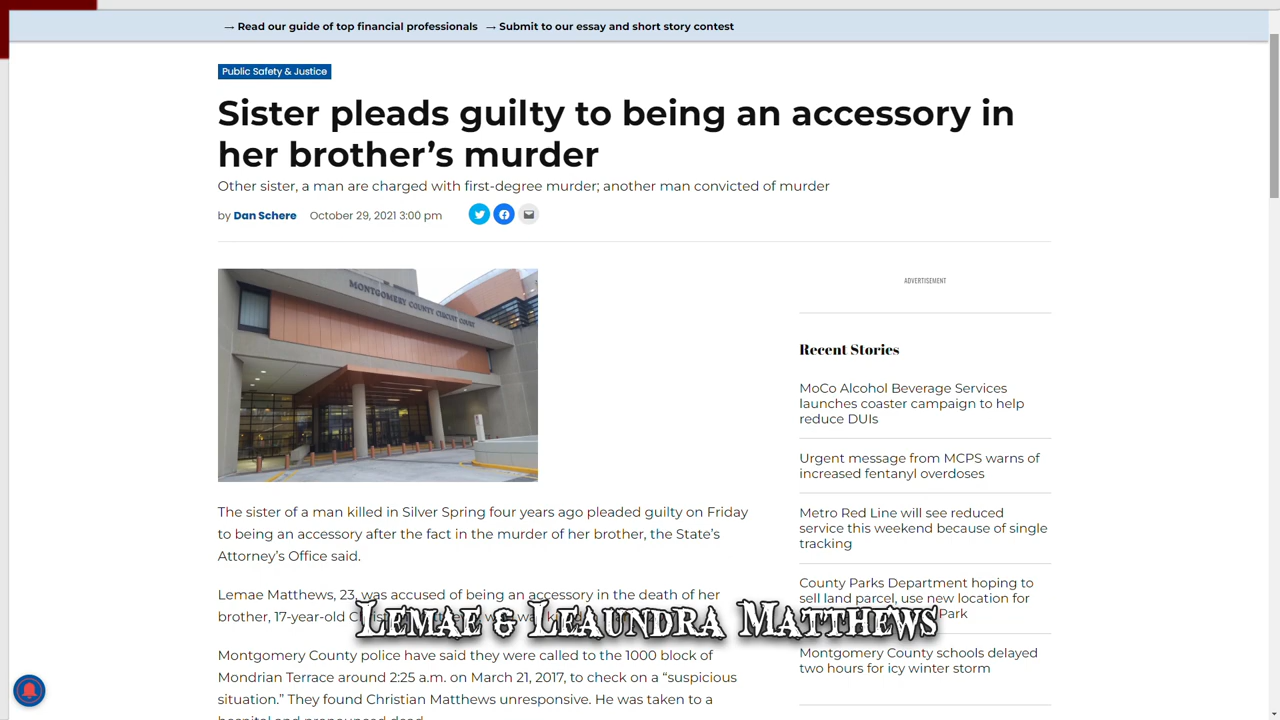 → Read our guide of top financial professionals → Submit to our essay and short story contest
Public Safety & Justice
Sister pleads guilty to being an accessory in
her brother’s murder
Other sister, a man are charged with first-degree murder; another man convicted of murder
by Dan Schere October 29, 2021 3:00 pm
MONTGOMERY COUNTY CIRCUIT COURT
The sister of a man killed in Silver Spring four years ago pleaded guilty on Friday
to being an accessory after the fact in the murder of her brother, the State’s
Attorney’s Office said.
Lemae Matthews, 23, was accused of being an accessory in the death of her
brother, 17-year-old
Montgomery County police have said they were called to the 1000 block of
Mondrian Terrace around 2:25 a.m. on March 21, 2017, to check on a “suspicious
situation.” They found Christian Matthews unresponsive. He was taken to a
hospital and pronounced dead.
Lemae & Leaundra Matthews
ADVERTISEMENT
Recent Stories
MoCo Alcohol Beverage Services
launches coaster campaign to help
reduce DUIs
Urgent message from MCPS warns of
increased fentanyl overdoses
Metro Red Line will see reduced
service this weekend because of single
tracking
County Parks Department hoping to
sell land parcel, use new location for
Park
Montgomery County schools delayed
two hours for icy winter storm